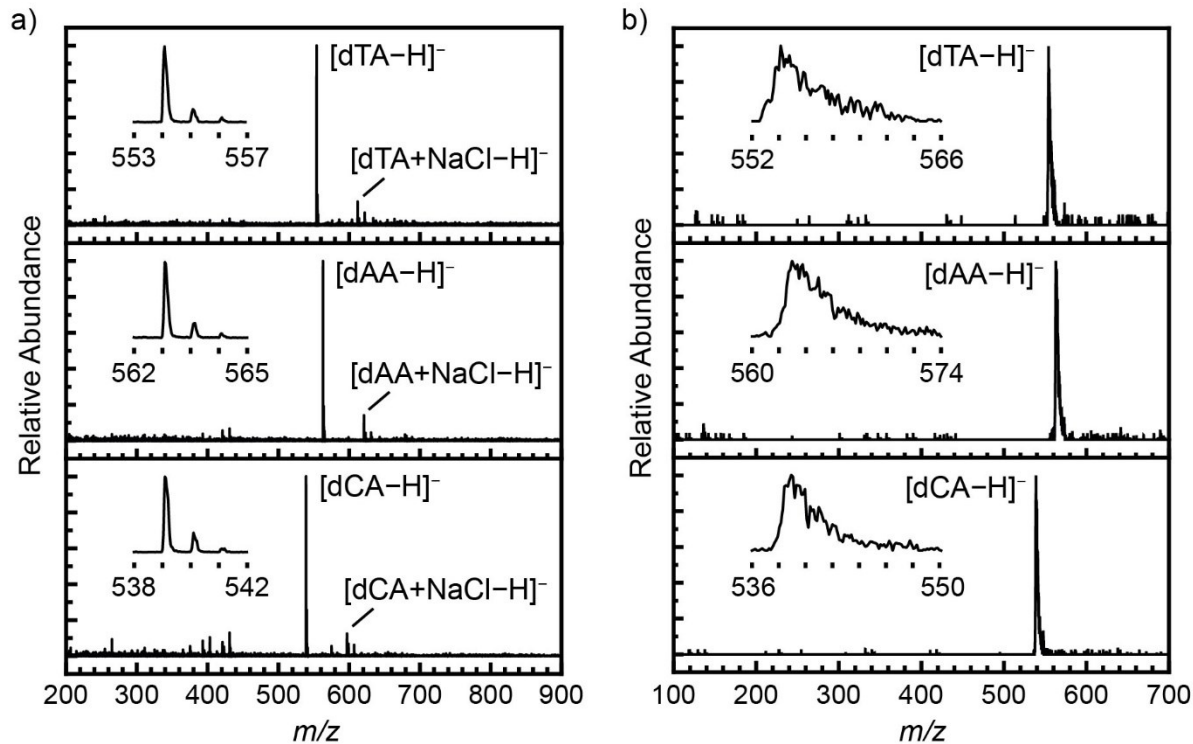 a)
Relative Abundance
[dTA−H]⁻
553 557
[dTA+NaCl−H]⁻
[dAA−H]⁻
562 565
[dAA+NaCl−H]⁻
[dCA−H]⁻
538 542
[dCA+NaCl−H]⁻
200 300 400 500 600 700 800 900
m/z
b)
Relative Abundance
[dTA−H]⁻
552 566
[dAA−H]⁻
560 574
[dCA−H]⁻
536 550
100 200 300 400 500 600 700
m/z